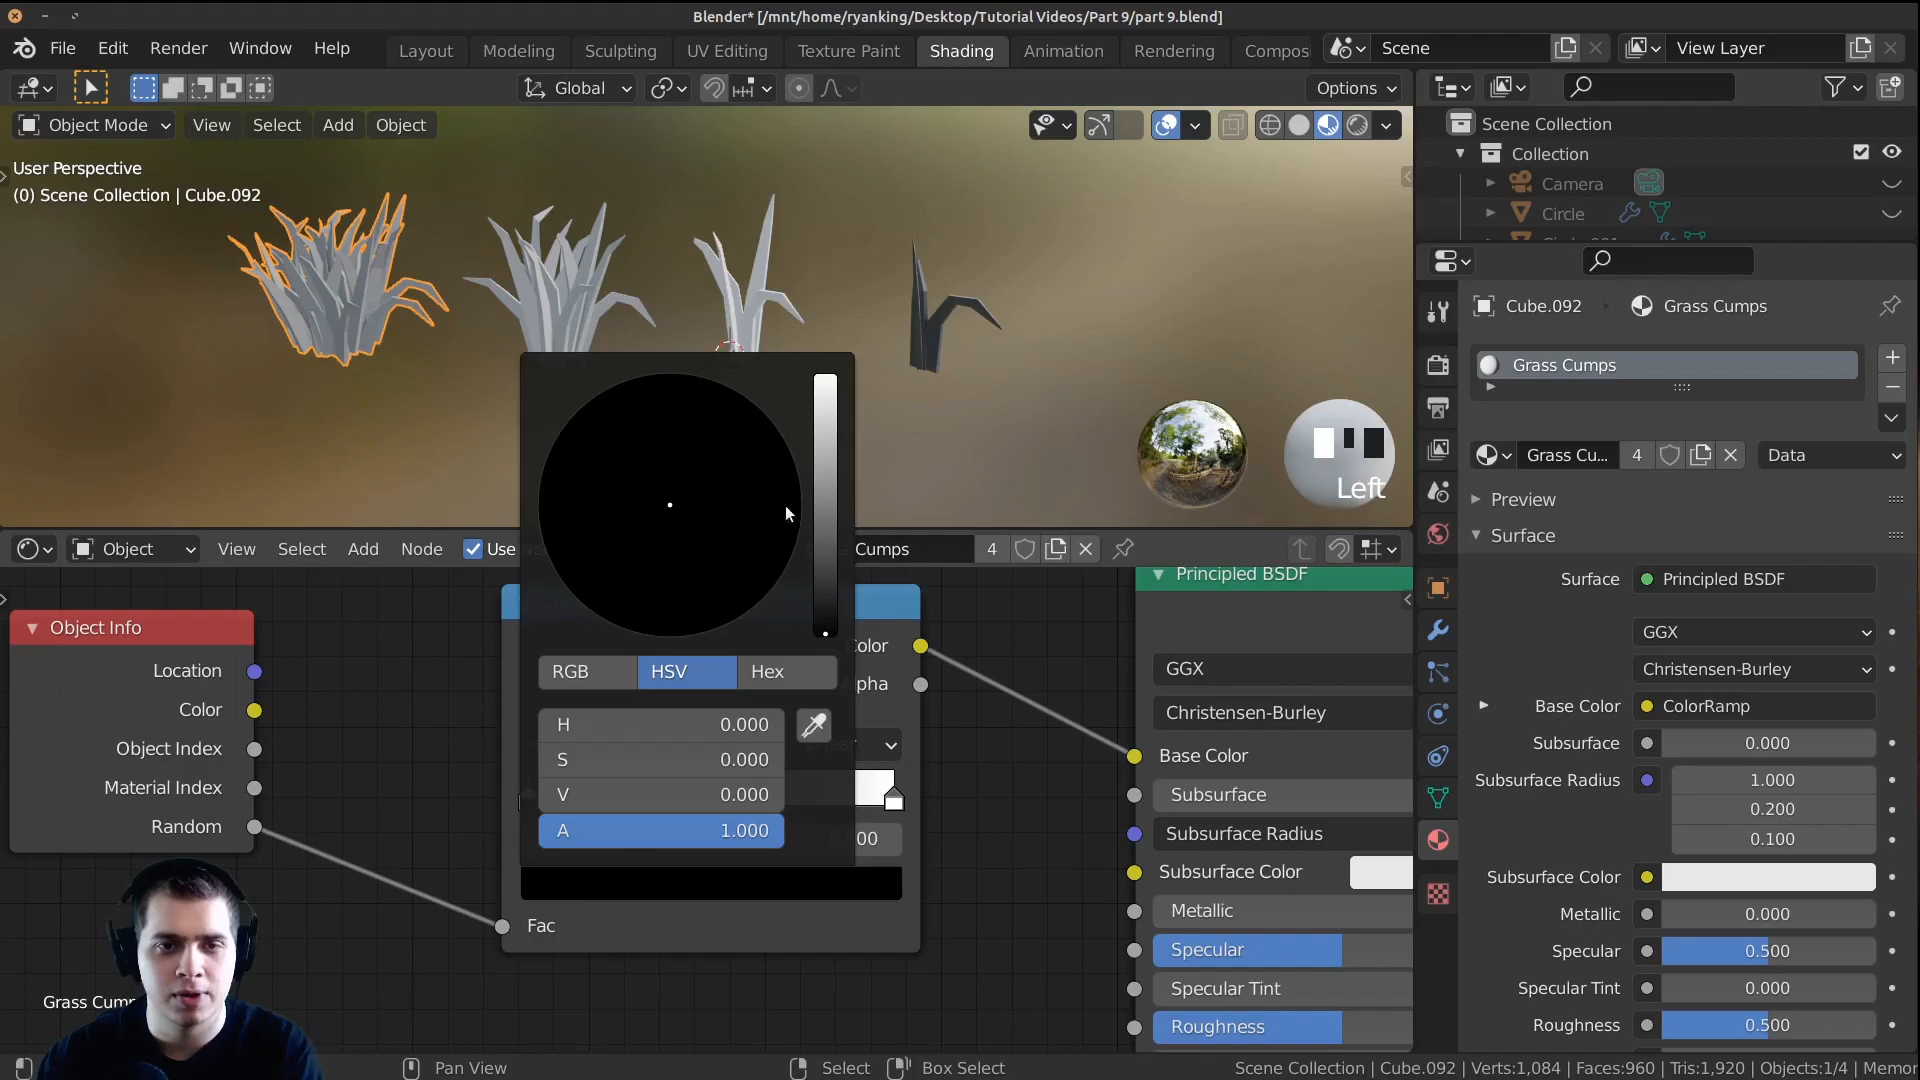 Blender* [/mnt/home/ryanking/Desktop/Tutorial Videos/Part 9/part 9.blend]
File Edit Render Window Help
Layout Modeling Sculpting UV Editing Texture Paint Shading Animation Rendering Compos
Scene View Layer
Global Options
Object Mode View Select Add Object
User Perspective
(0) Scene Collection | Cube.092
Left
Scene Collection
Collection
Camera
Circle
Cube.092 Grass Cumps
Grass Cumps
Grass Cu... 4 Data
Preview
Surface
Surface Principled BSDF
GGX
Christensen-Burley
Base Color ColorRamp
Subsurface 0.000
Subsurface Radius 1.000
0.200
0.100
Subsurface Color
Metallic 0.000
Specular 0.500
Specular Tint 0.000
Roughness 0.500
Object View Select Add Node Use Cumps 4
Object Info
Location
Color
Object Index
Material Index
Random
RGB HSV Hex
H 0.000
S 0.000
V 0.000
A 1.000
Color
pha
00
Fac
Principled BSDF
GGX
Christensen-Burley
Base Color
Subsurface
Subsurface Radius
Subsurface Color
Metallic
Specular
Specular Tint
Roughness
Grass Cum
Pan View Select Box Select
Scene Collection | Cube.092 | Verts:1,084 | Faces:960 | Tris:1,920 | Objects:1/4 | Memor